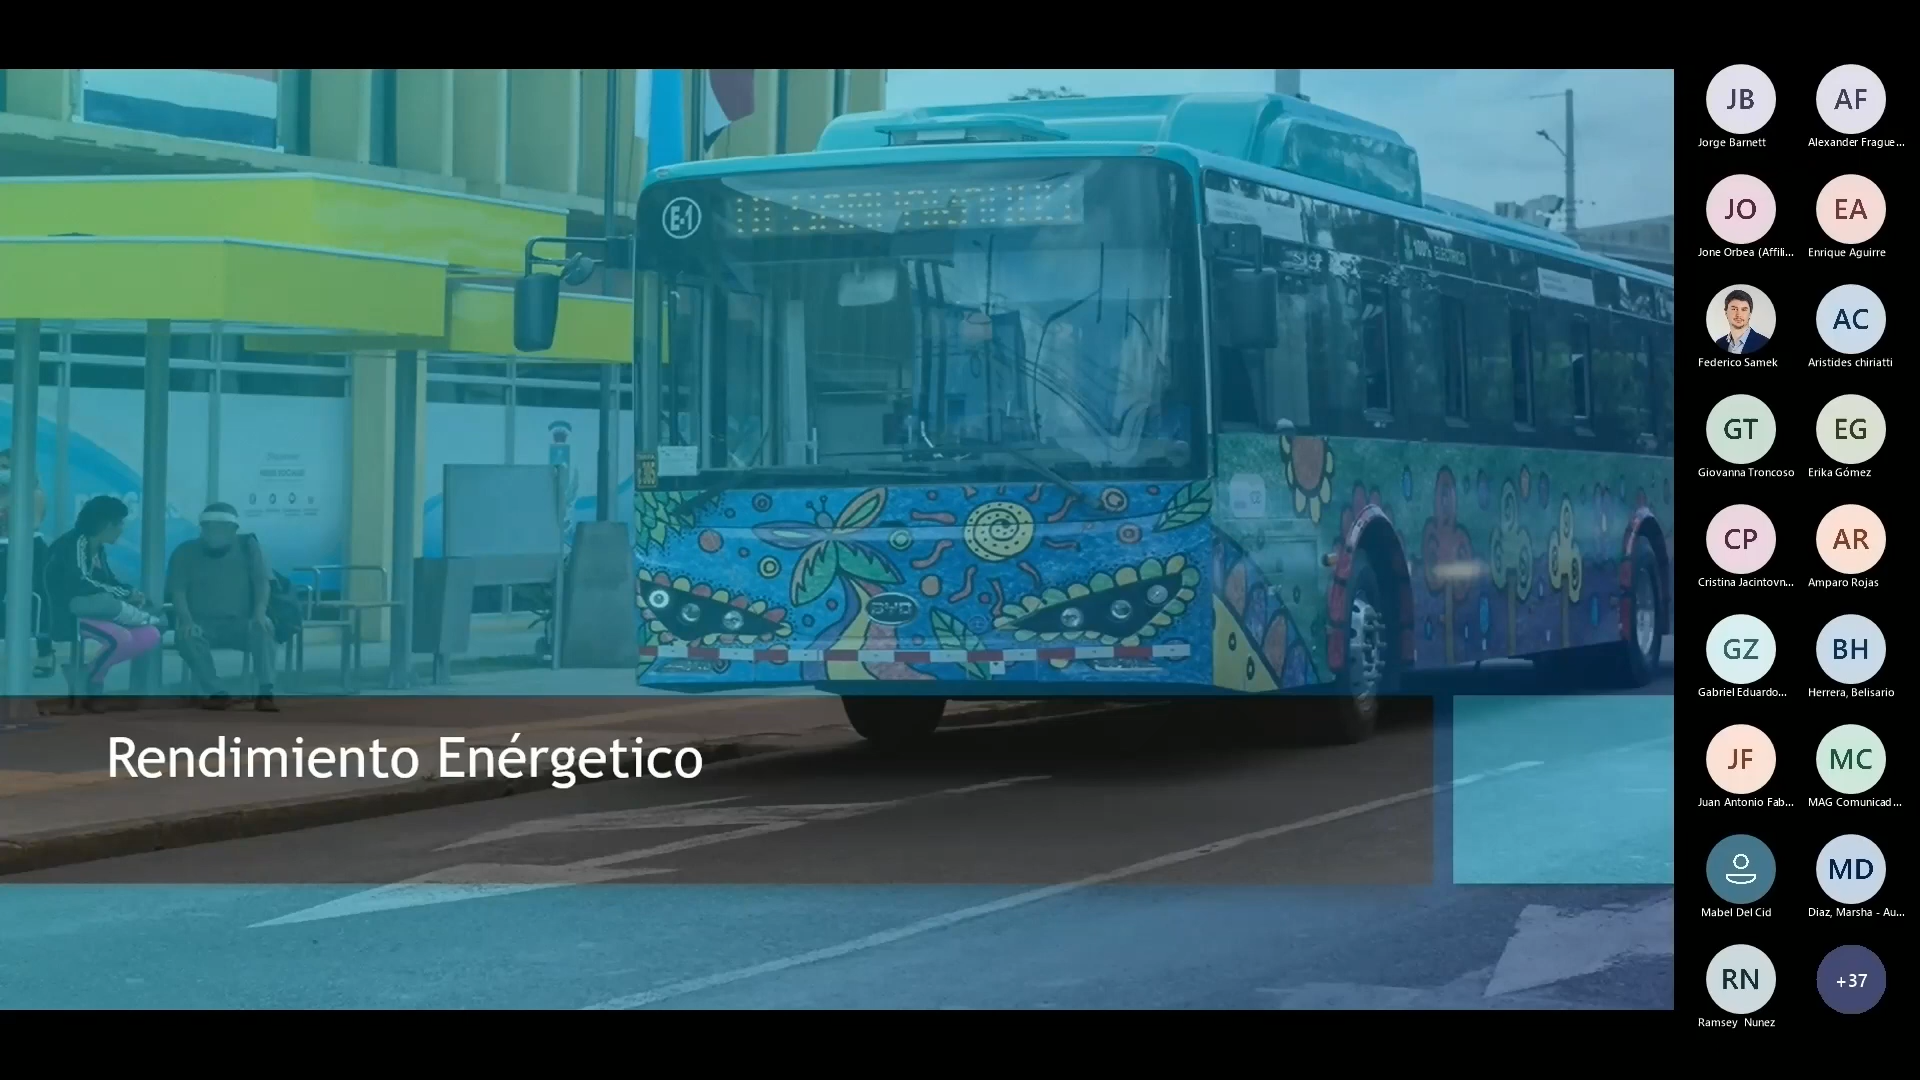 E-1
100% ELECTRICO
BYD
Rendimiento Enérgetico
JB
Jorge Barnett
AF
Alexander Frague...
JO
Jone Orbea (Affili...
EA
Enrique Aguirre
Federico Samek
AC
Aristides chiriatti
GT
Giovanna Troncoso
EG
Erika Gómez
CP
Cristina Jacintovn...
AR
Amparo Rojas
GZ
Gabriel Eduardo...
BH
Herrera, Belisario
JF
Juan Antonio Fab...
MC
MAG Comunicad...
Mabel Del Cid
MD
Diaz, Marsha - Au...
RN
Ramsey Nunez
+37